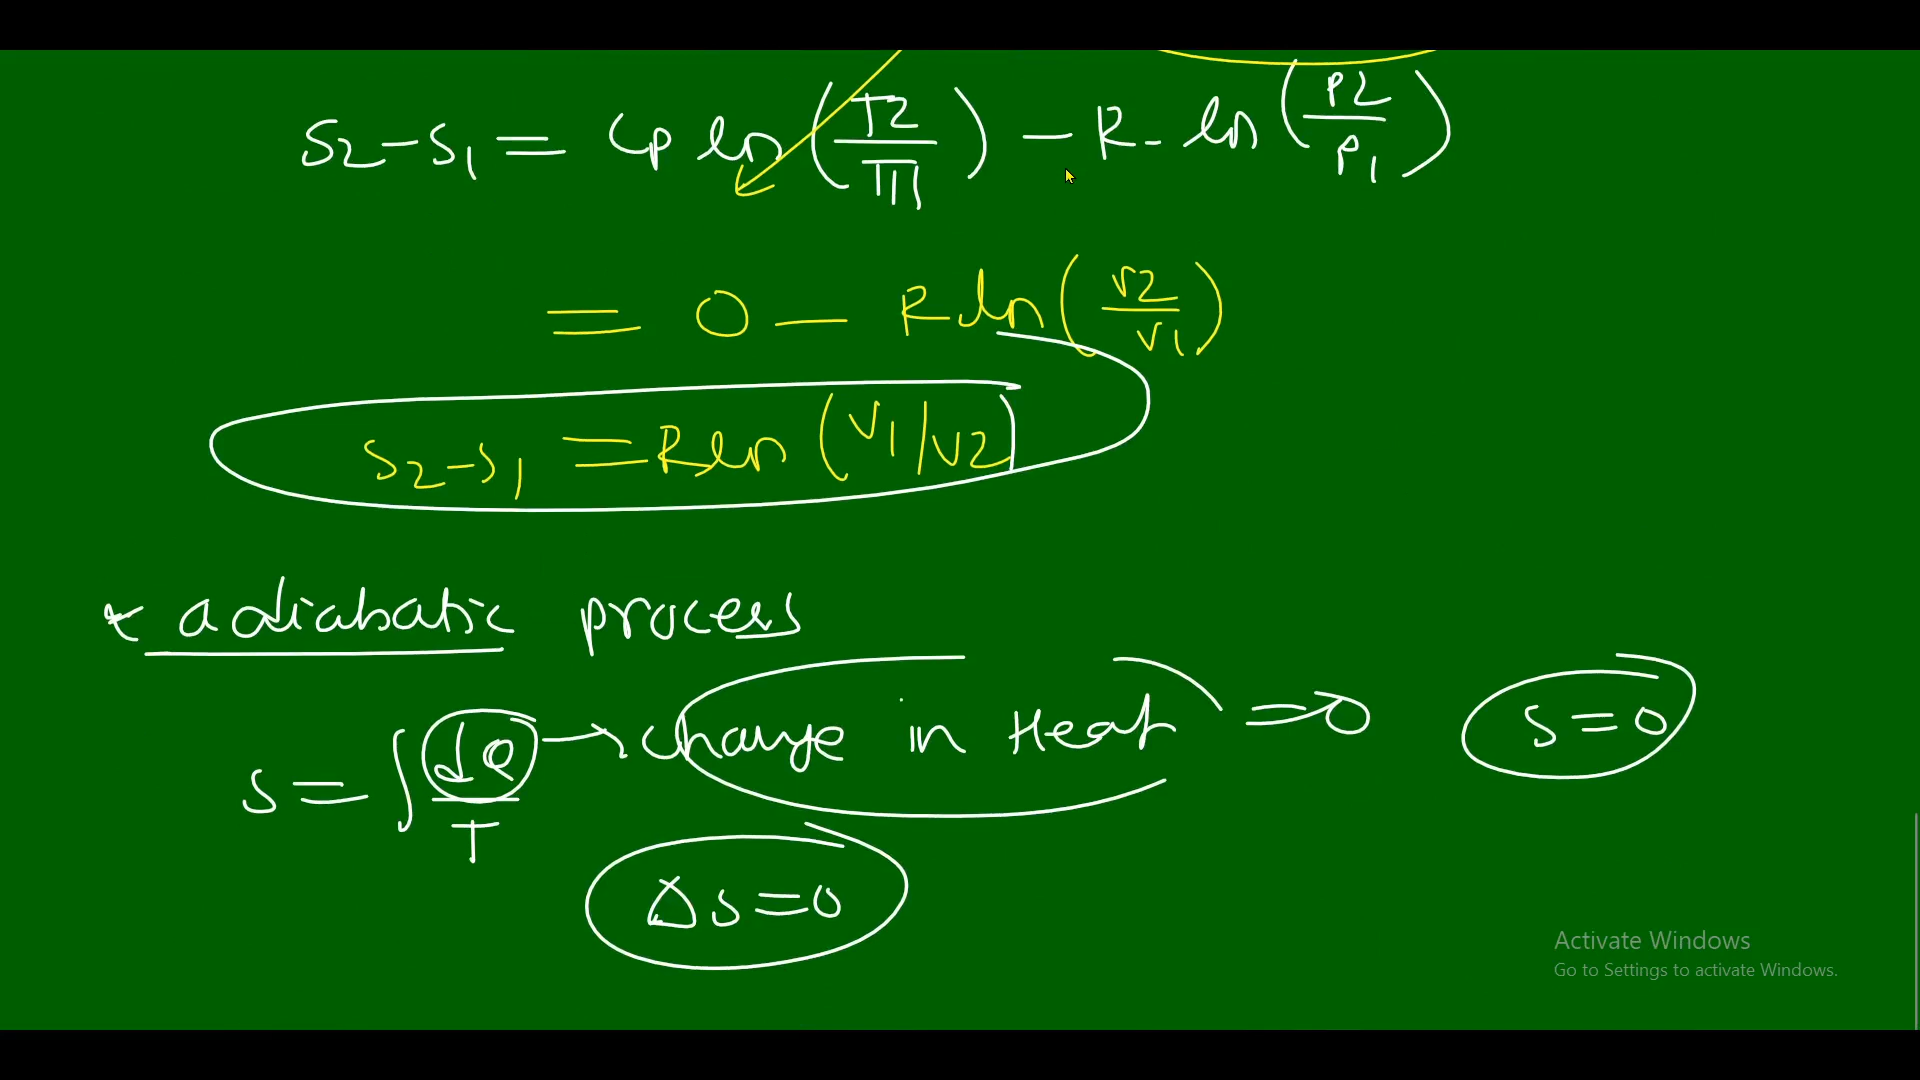 S2-S1 = Cp ln (T2/T1) - R ln (P2/P1)
= 0 - R ln (V2/V1)
S2-S1 = R ln (V1/V2)
* adiabatic process
S = ∫ dQ/T → change in Heat = 0 S=0
ΔS=0
Activate Windows
Go to Settings to activate Windows.